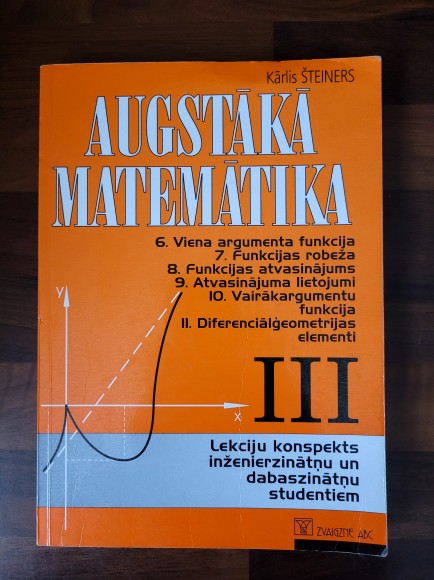 Kārlis ŠTEINERS
AUGSTĀKĀ
MATEMĀTIKA
6. Viena argumenta funkcija
7. Funkcijas robeža
8. Funkcijas atvasinājums
9. Atvasinājuma lietojumi
10. Vairākargumentu
funkcija
11. Diferenciālģeometrijas
elementi
y
x
III
Lekciju konspekts
inženierzinātņu un
dabaszinātņu
studentiem
ZVAIGZNE ABC